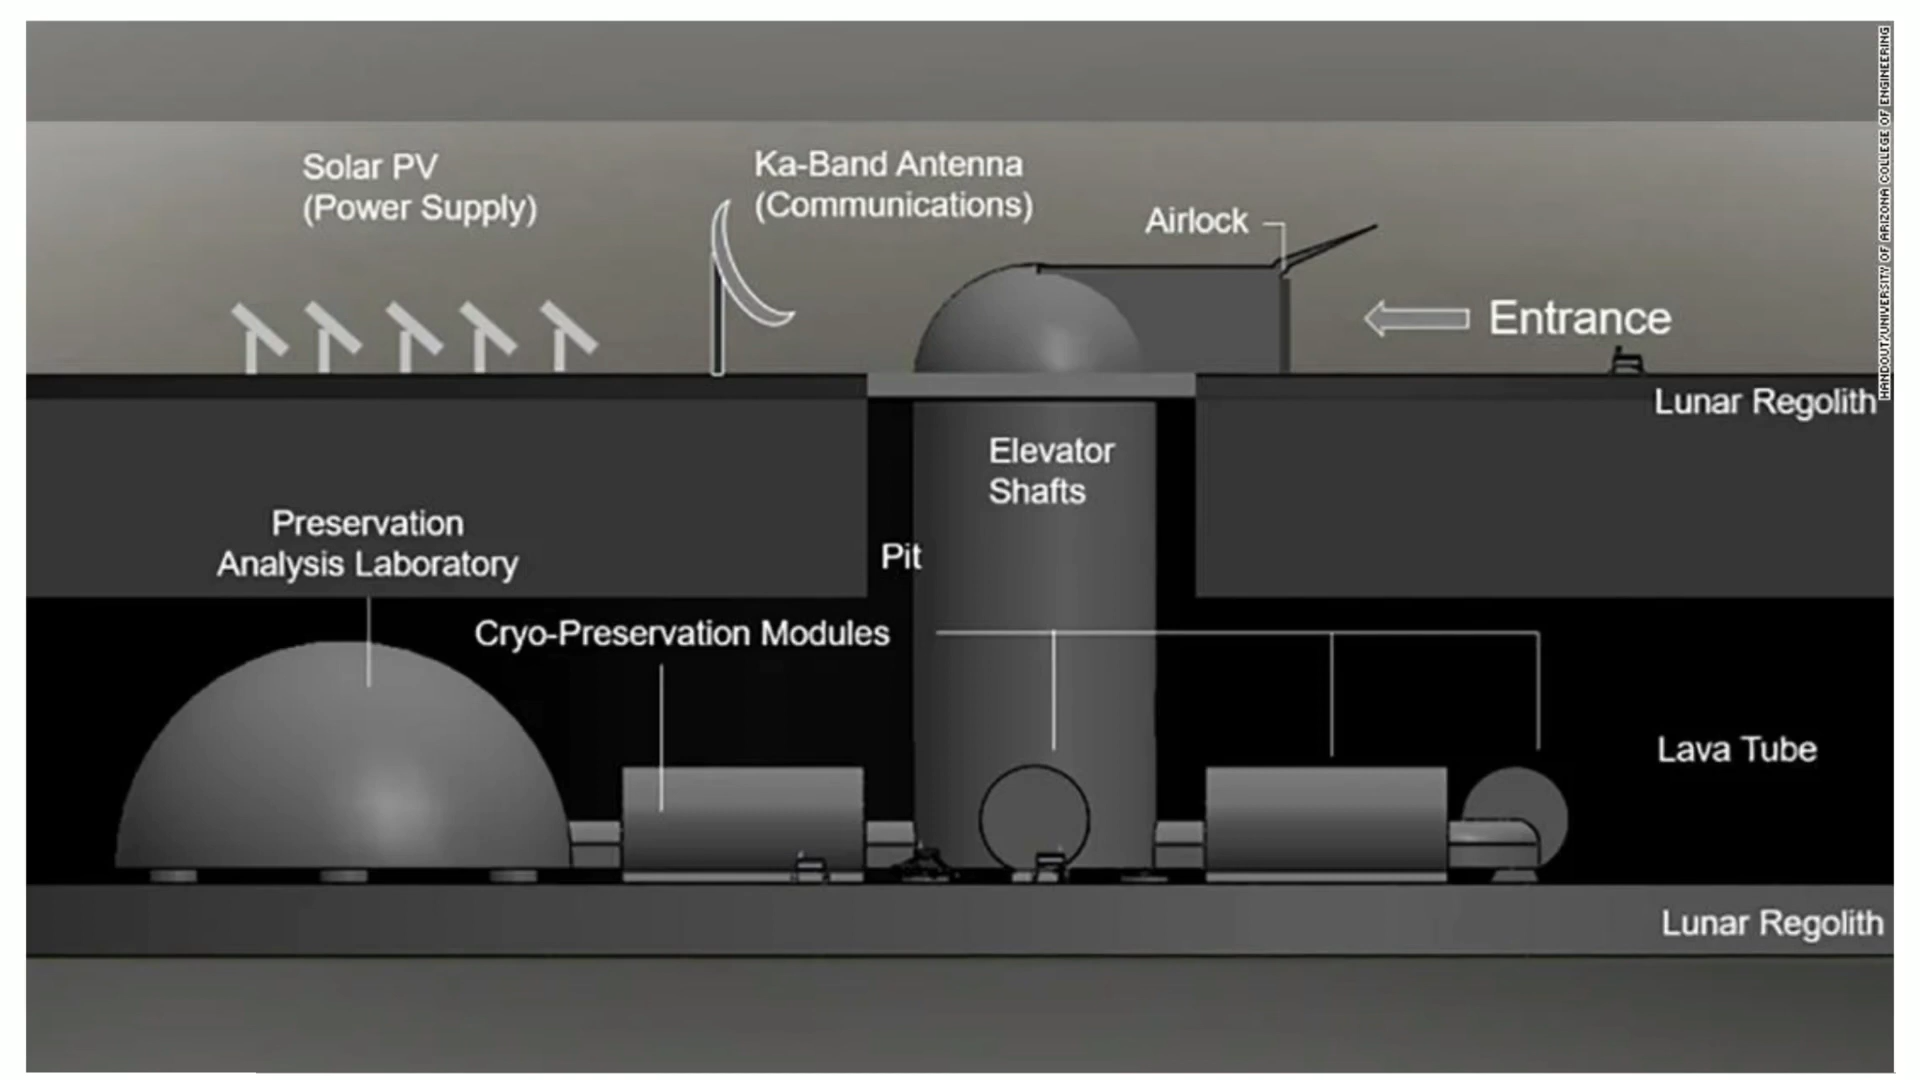 Solar PV
(Power Supply)
Ka-Band Antenna
(Communications)
Airlock
Entrance
HANDOUT/UNIVERSITY OF ARIZONA COLLEGE OF ENGINEERING
Lunar Regolith
Elevator
Shafts
Pit
Preservation
Analysis Laboratory
Cryo-Preservation Modules
Lava Tube
Lunar Regolith